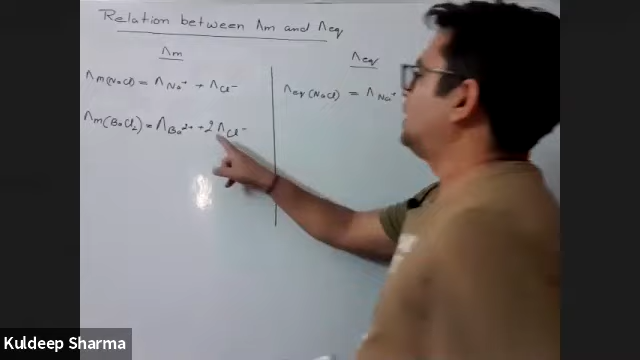 Relation between Λm and Λeq
Λm
Λeq
Λm(NaCl) = ΛNa⁺ + ΛCl⁻
Λeq(NaCl) = ΛNa⁺
Λm(BaCl₂) = ΛBa²⁺ + 2ΛCl⁻
Kuldeep Sharma